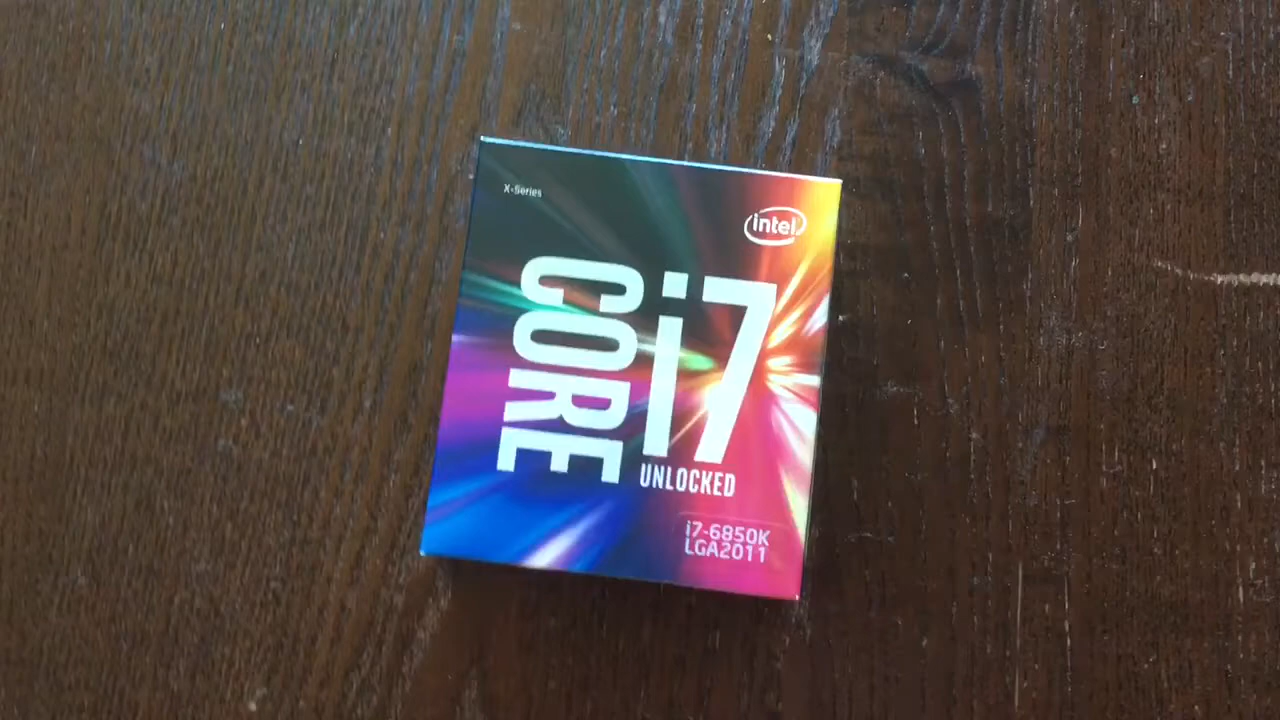 X-Series
intel
CORE i7
UNLOCKED
i7-6850K
LGA2011